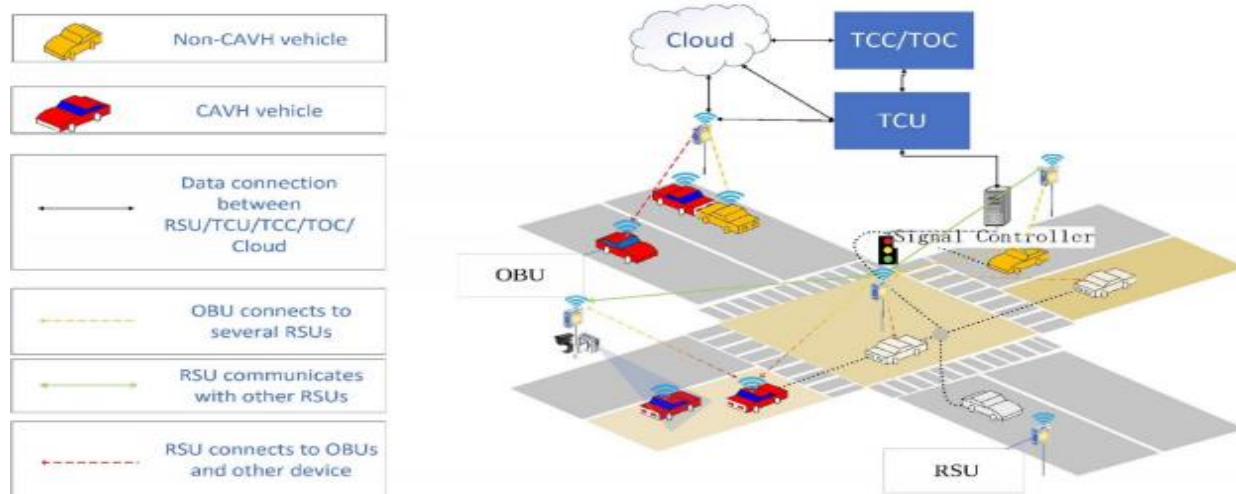 Non-CAVH vehicle
CAVH vehicle
Data connection
between
RSU/TCU/TCC/TOC/
Cloud
OBU connects to
several RSUs
RSU communicates
with other RSUs
RSU connects to OBUs
and other device
Cloud
TCC/TOC
TCU
Signal Controller
OBU
RSU